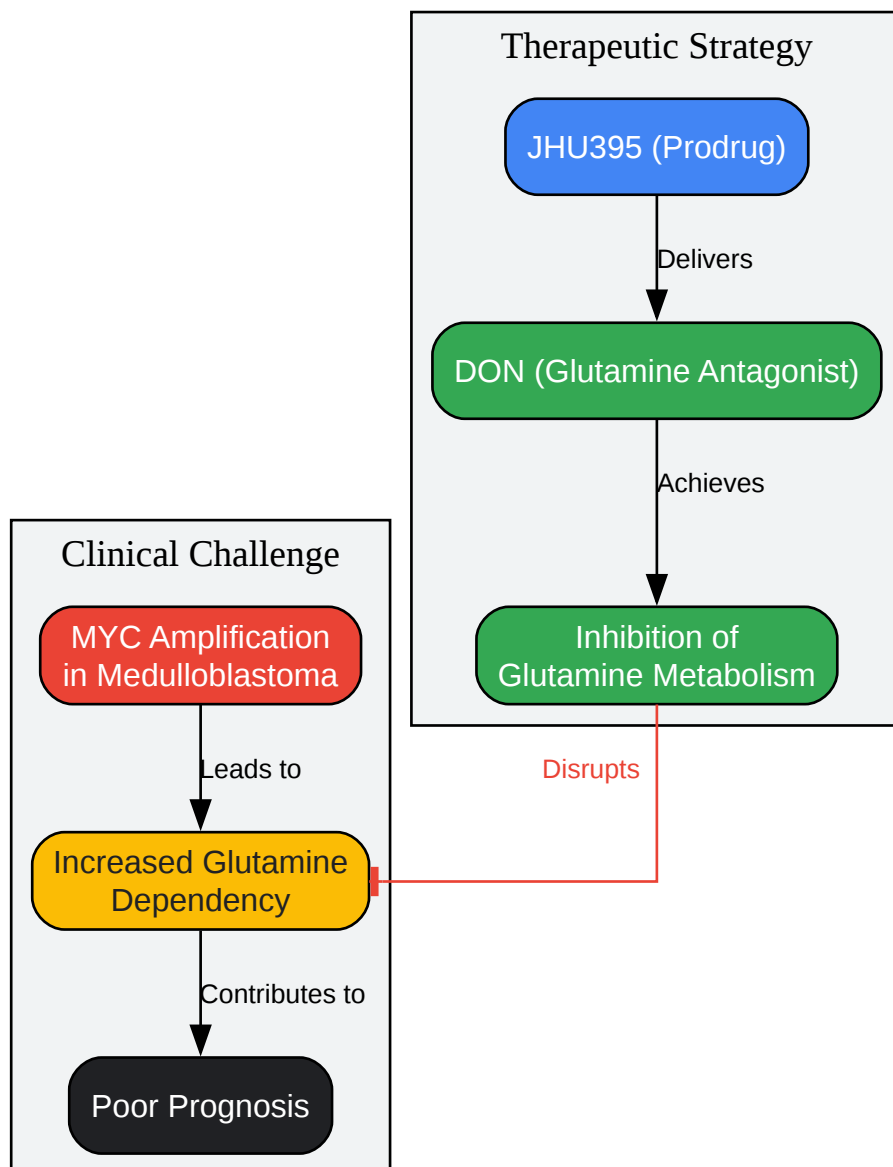 Therapeutic Strategy
JHU395 (Prodrug)
Delivers
DON (Glutamine Antagonist)
Achieves
Inhibition of
Glutamine Metabolism
Disrupts
Clinical Challenge
MYC Amplification
in Medulloblastoma
Leads to
Increased Glutamine
Dependency
Contributes to
Poor Prognosis